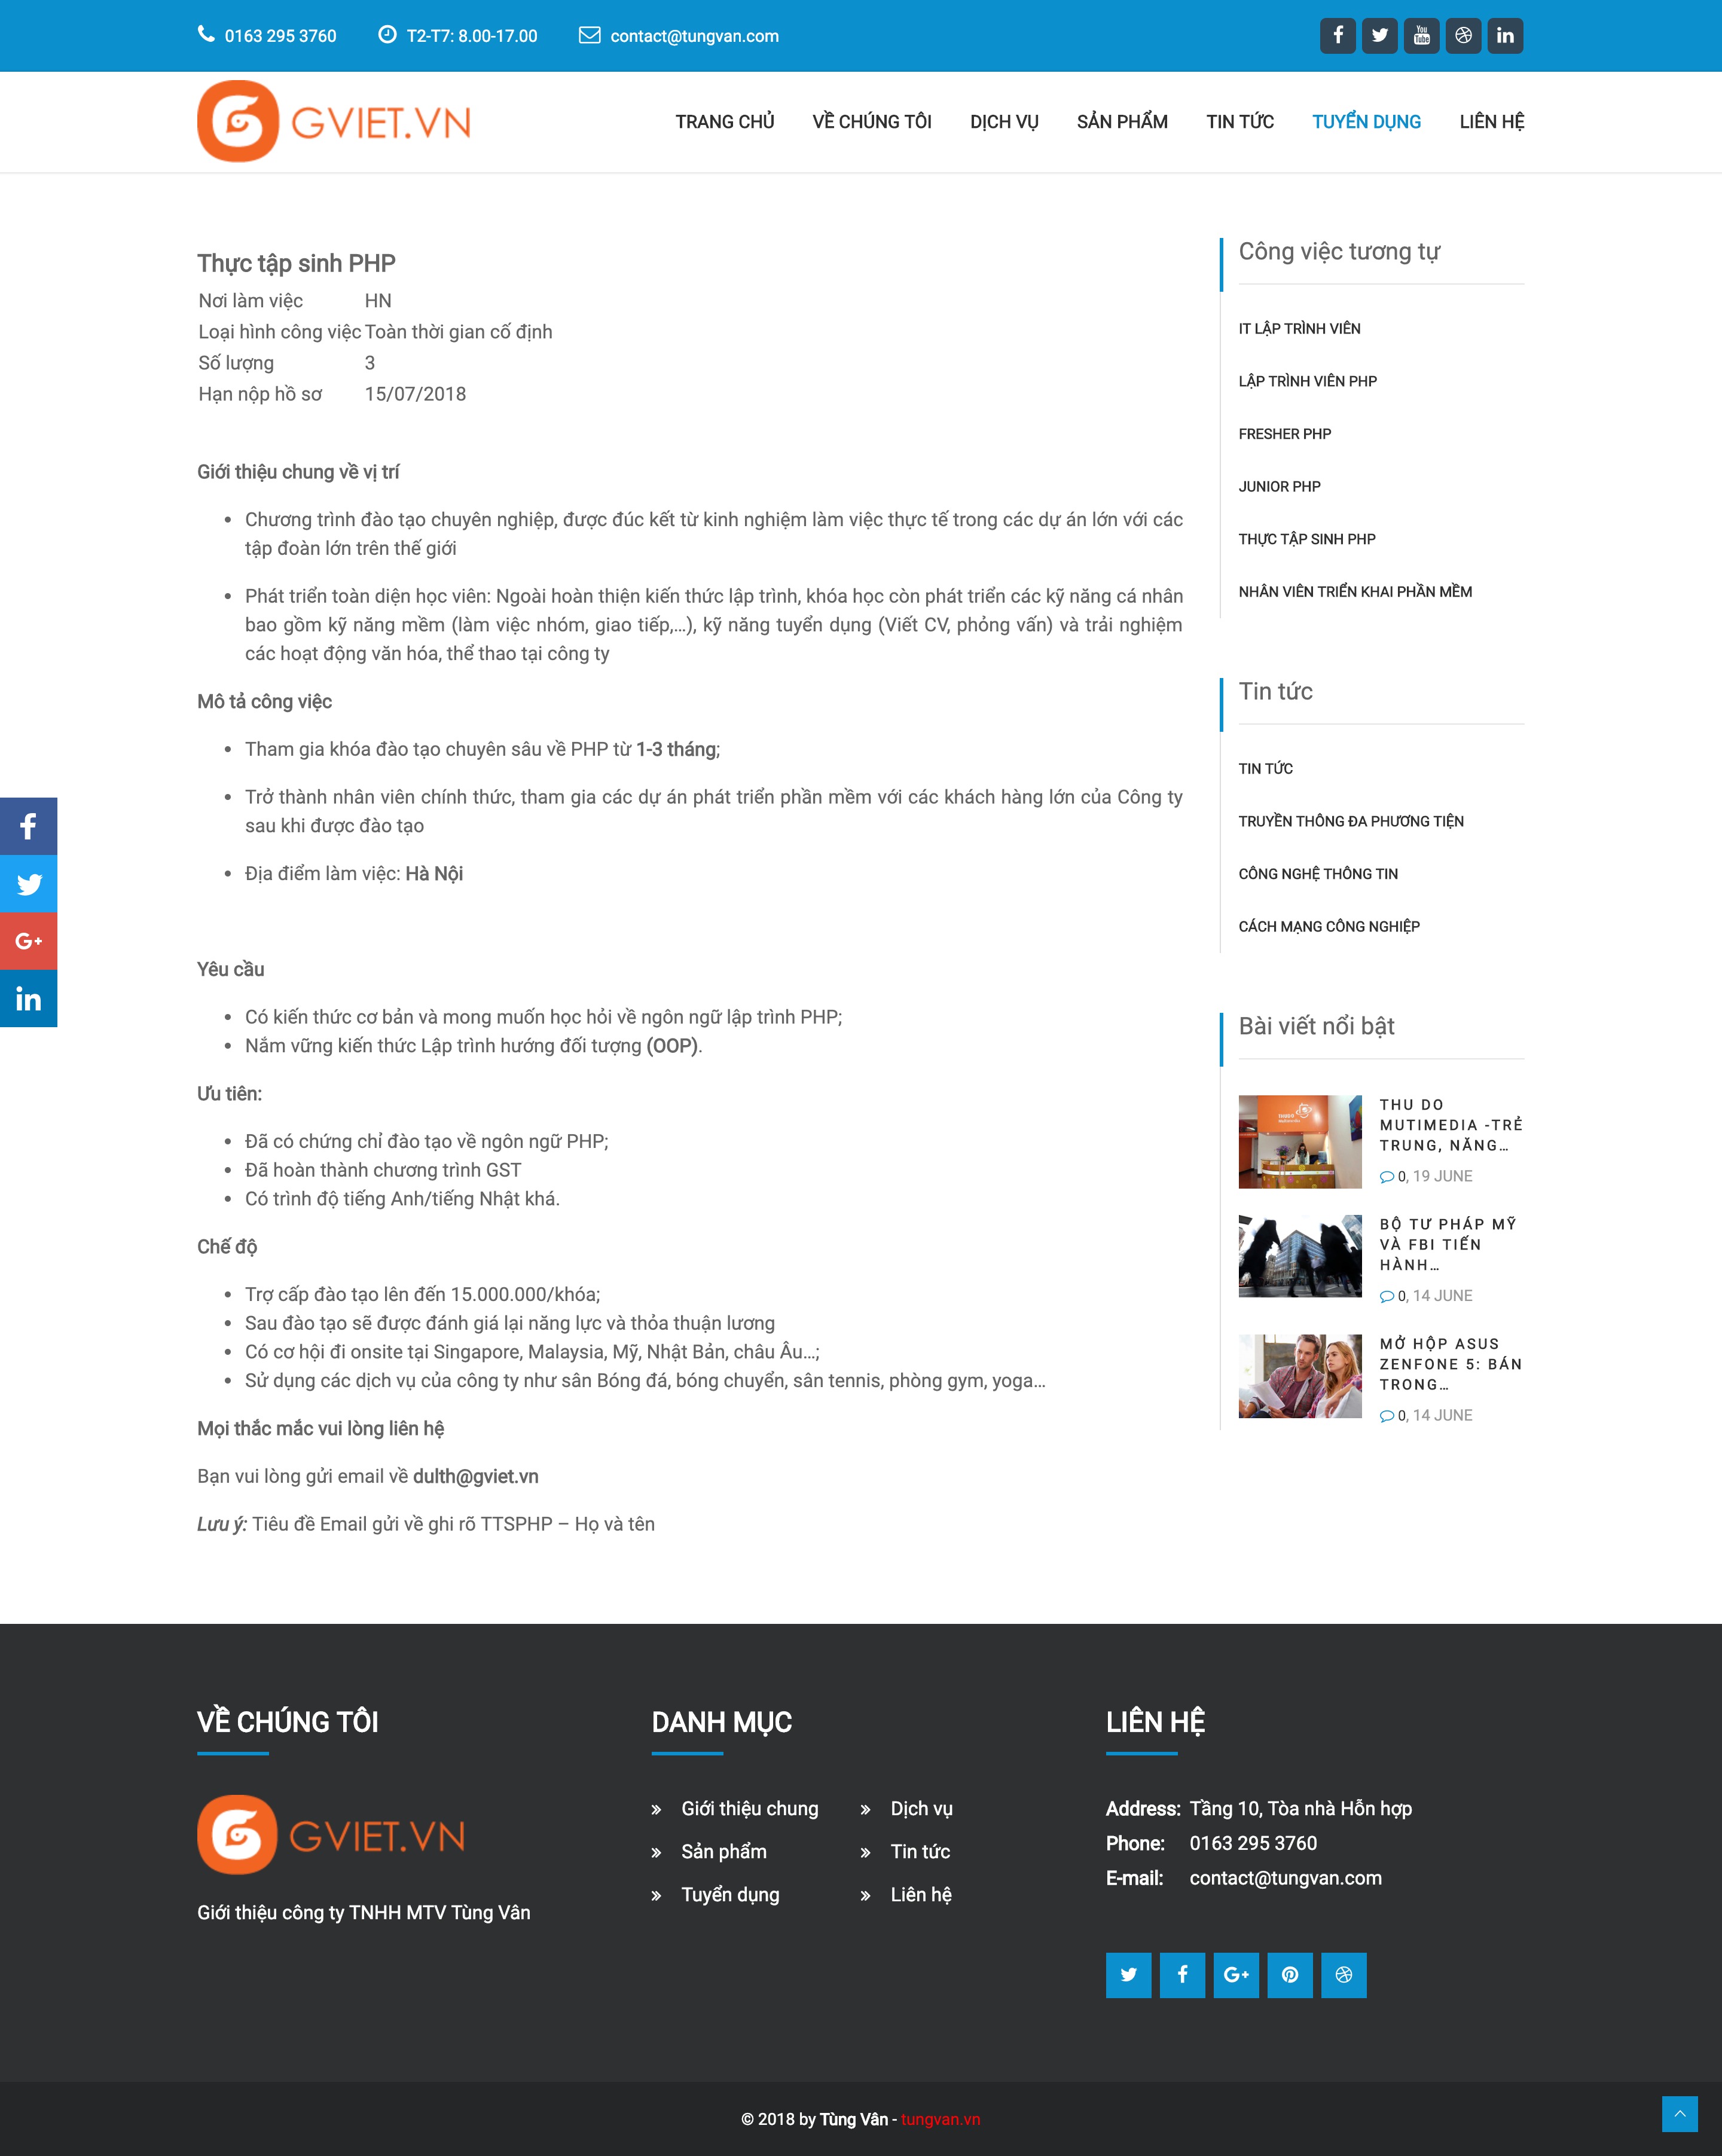 0163 295 3760
T2-T7: 8.00-17.00
contact@tungvan.com
GVIET.VN
TRANG CHỦ
VỀ CHÚNG TÔI
DỊCH VỤ
SẢN PHẨM
TIN TỨC
TUYỂN DỤNG
LIÊN HỆ
Thực tập sinh PHP
Nơi làm việc HN
Loại hình công việc Toàn thời gian cố định
Số lượng 3
Hạn nộp hồ sơ 15/07/2018
Giới thiệu chung về vị trí
• Chương trình đào tạo chuyên nghiệp, được đúc kết từ kinh nghiệm làm việc thực tế trong các dự án lớn với các
tập đoàn lớn trên thế giới
• Phát triển toàn diện học viên: Ngoài hoàn thiện kiến thức lập trình, khóa học còn phát triển các kỹ năng cá nhân
bao gồm kỹ năng mềm (làm việc nhóm, giao tiếp,…), kỹ năng tuyển dụng (Viết CV, phỏng vấn) và trải nghiệm
các hoạt động văn hóa, thể thao tại công ty
Mô tả công việc
• Tham gia khóa đào tạo chuyên sâu về PHP từ 1-3 tháng;
• Trở thành nhân viên chính thức, tham gia các dự án phát triển phần mềm với các khách hàng lớn của Công ty
sau khi được đào tạo
• Địa điểm làm việc: Hà Nội
Yêu cầu
• Có kiến thức cơ bản và mong muốn học hỏi về ngôn ngữ lập trình PHP;
• Nắm vững kiến thức Lập trình hướng đối tượng (OOP).
Ưu tiên:
• Đã có chứng chỉ đào tạo về ngôn ngữ PHP;
• Đã hoàn thành chương trình GST
• Có trình độ tiếng Anh/tiếng Nhật khá.
Chế độ
• Trợ cấp đào tạo lên đến 15.000.000/khóa;
• Sau đào tạo sẽ được đánh giá lại năng lực và thỏa thuận lương
• Có cơ hội đi onsite tại Singapore, Malaysia, Mỹ, Nhật Bản, châu Âu…;
• Sử dụng các dịch vụ của công ty như sân Bóng đá, bóng chuyển, sân tennis, phòng gym, yoga…
Mọi thắc mắc vui lòng liên hệ
Bạn vui lòng gửi email về dulth@gviet.vn
Lưu ý: Tiêu đề Email gửi về ghi rõ TTSPHP – Họ và tên
Công việc tương tự
IT LẬP TRÌNH VIÊN
LẬP TRÌNH VIÊN PHP
FRESHER PHP
JUNIOR PHP
THỰC TẬP SINH PHP
NHÂN VIÊN TRIỂN KHAI PHẦN MỀM
Tin tức
TIN TỨC
TRUYỀN THÔNG ĐA PHƯƠNG TIỆN
CÔNG NGHỆ THÔNG TIN
CÁCH MẠNG CÔNG NGHIỆP
Bài viết nổi bật
THU DO
MUTIMEDIA -TRẺ
TRUNG, NĂNG…
0, 19 JUNE
BỘ TƯ PHÁP MỸ
VÀ FBI TIẾN
HÀNH…
0, 14 JUNE
MỞ HỘP ASUS
ZENFONE 5: BÁN
TRONG…
0, 14 JUNE
VỀ CHÚNG TÔI
GVIET.VN
Giới thiệu công ty TNHH MTV Tùng Vân
DANH MỤC
» Giới thiệu chung
» Dịch vụ
» Sản phẩm
» Tin tức
» Tuyển dụng
» Liên hệ
LIÊN HỆ
Address: Tầng 10, Tòa nhà Hỗn hợp
Phone: 0163 295 3760
E-mail: contact@tungvan.com
© 2018 by Tùng Vân - tungvan.vn